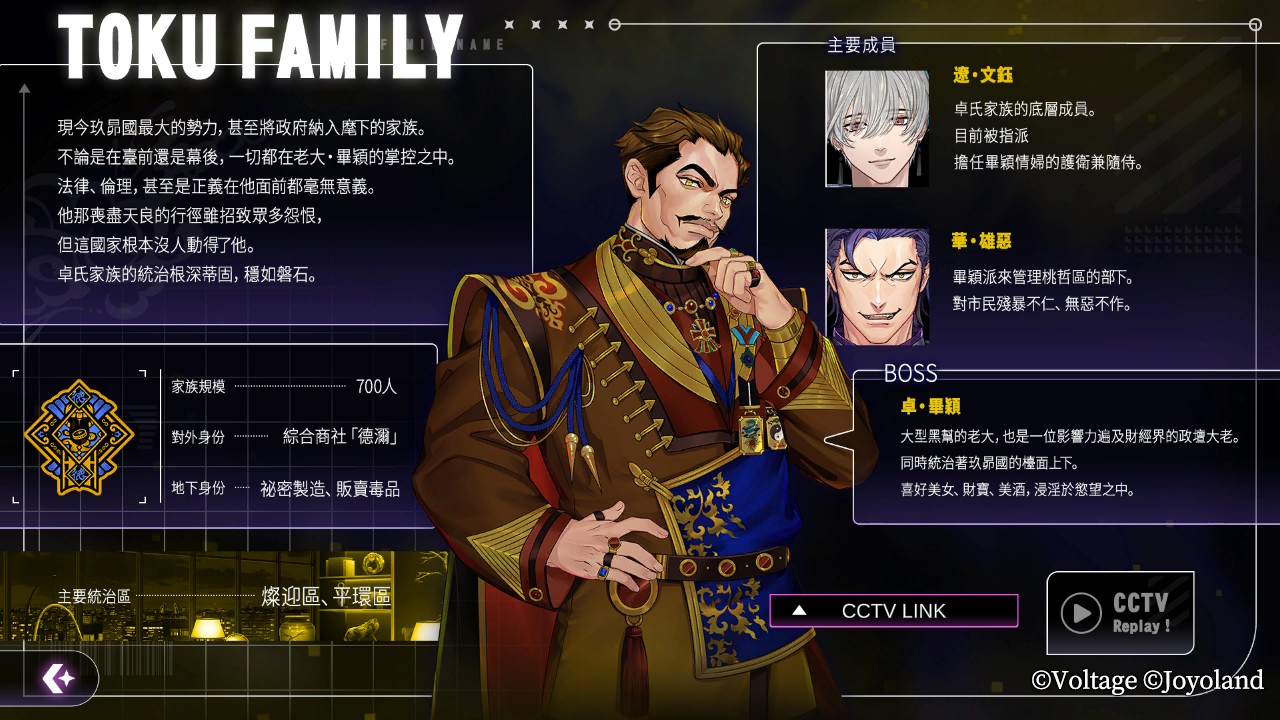 TOKU FAMILY
FAMILY NAME
現今玖昴國最大的勢力，甚至將政府納入麾下的家族。
不論是在臺前還是幕後，一切都在老大・畢穎的掌控之中。
法律、倫理，甚至是正義在他面前都毫無意義。
他那喪盡天良的行徑雖招致眾多怨恨，
但這國家根本沒人動得了他。
卓氏家族的統治根深蒂固，穩如磐石。
家族規模 700人
對外身份 綜合商社「德瀰」
地下身份 祕密製造、販賣毒品
主要統治區 燦迎區、平環區
主要成員
遼・文鈺
卓氏家族的底層成員。
目前被指派
擔任畢穎情婦的護衛兼隨侍。
華・雄惡
畢穎派來管理桃哲區的部下。
對市民殘暴不仁、無惡不作。
BOSS
卓・畢穎
大型黑幫的老大，也是一位影響力遍及財經界的政壇大老。
同時統治著玖昴國的檯面上下。
喜好美女、財寶、美酒，浸淫於慾望之中。
▲ CCTV LINK
CCTV
Replay !
©Voltage ©Joyoland